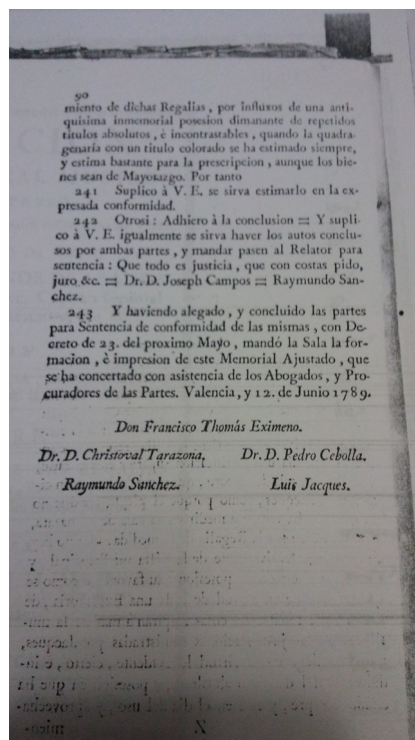 90
miento de dichas Regalias, por influxos de una anti-
quisima inmemorial posesion dimanante de repetidos
titulos absolutos, è incontrastables, quando la quadra-
genaria con un titulo colorado se ha estimado siempre,
y estima bastante para la prescripcion, aunque los bie-
nes sean de Mayorazgo. Por tanto
241 Suplico à V. E. se sirva estimarlo en la ex-
presada conformidad.
242 Otrosi: Adhiero à la conclusion = Y supli-
co à V. E. igualmente se sirva haver los autos conclu-
sos por ambas partes, y mandar pasen al Relator para
sentencia: Que todo es justicia, que con costas pido,
juro &c. = Dr. D. Joseph Campos = Raymundo San-
chez.
243 Y haviendo alegado, y concluido las partes
para Sentencia de conformidad de las mismas, con De-
creto de 23. del proximo Mayo, mandó la Sala la for-
macion, è impresion de este Memorial Ajustado, que
se ha concertado con asistencia de los Abogados, y Pro-
curadores de las Partes. Valencia, y 12. de Junio 1789.
Don Francisco Thomás Eximeno.
Dr. D. Christoval Tarazona. Dr. D. Pedro Cebolla.
Raymundo Sanchez. Luis Jacques.